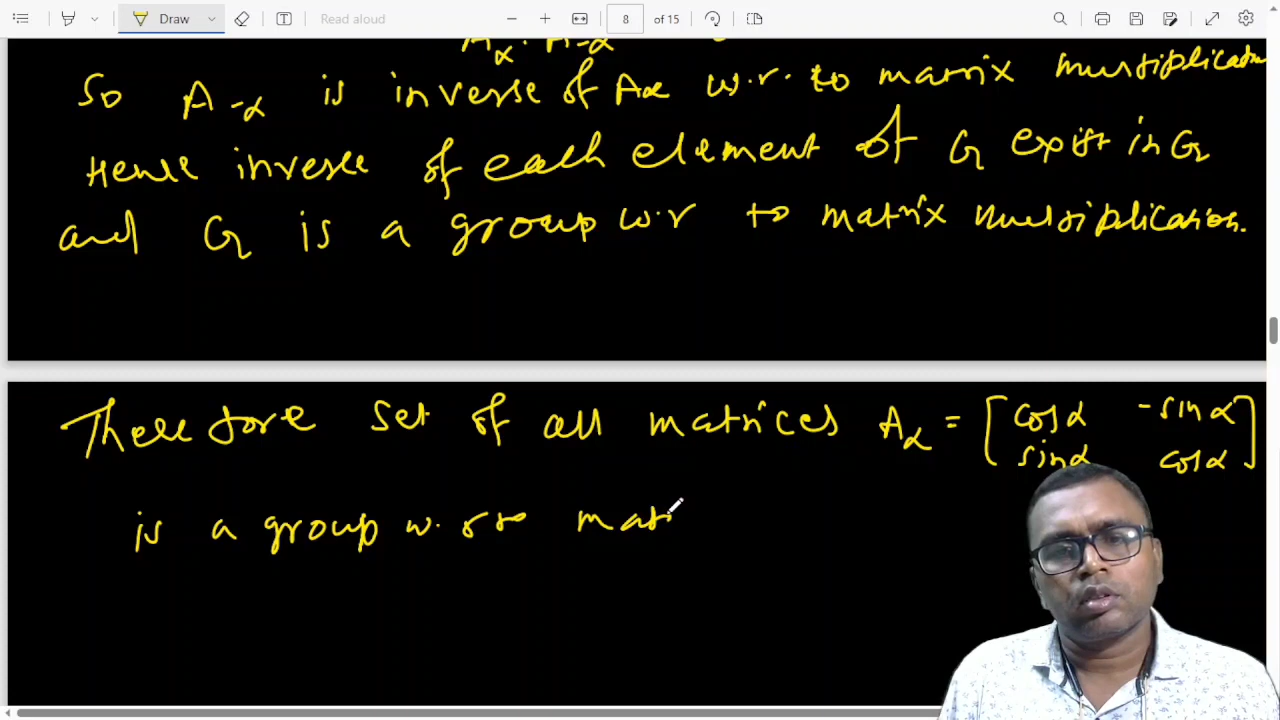 Draw
Read aloud
8 of 15
Aα . A-α
So A-α is inverse of Aα w.r. to matrix multiplication
Hense inverse of each element of G exist in G
and G is a group w.r to matrix multiplication.
Therefore set of all matrices Aα = [cosα -sinα
sinα cosα]
is a group w.r to mat